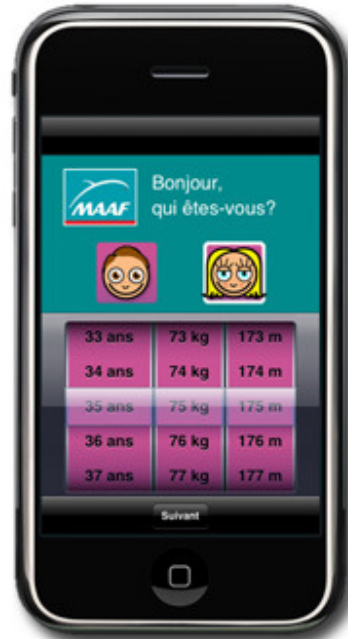 MAAF
Bonjour,
qui êtes-vous?
33 ans 73 kg 173 m
34 ans 74 kg 174 m
35 ans 75 kg 175 m
36 ans 76 kg 176 m
37 ans 77 kg 177 m
Suivant